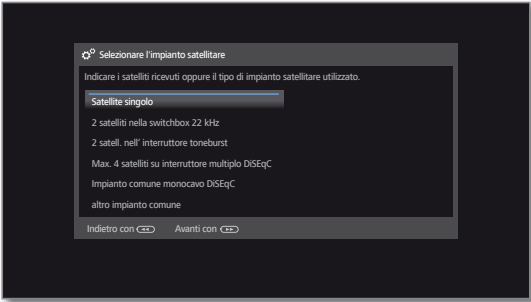 Selezionare l'impianto satellitare
Indicare i satelliti ricevuti oppure il tipo di impianto satellitare utilizzato.
Satellite singolo
2 satelliti nella switchbox 22 kHz
2 satell. nell' interruttore toneburst
Max. 4 satelliti su interruttore multiplo DiSEqC
Impianto comune monocavo DiSEqC
altro impianto comune
Indietro con Avanti con